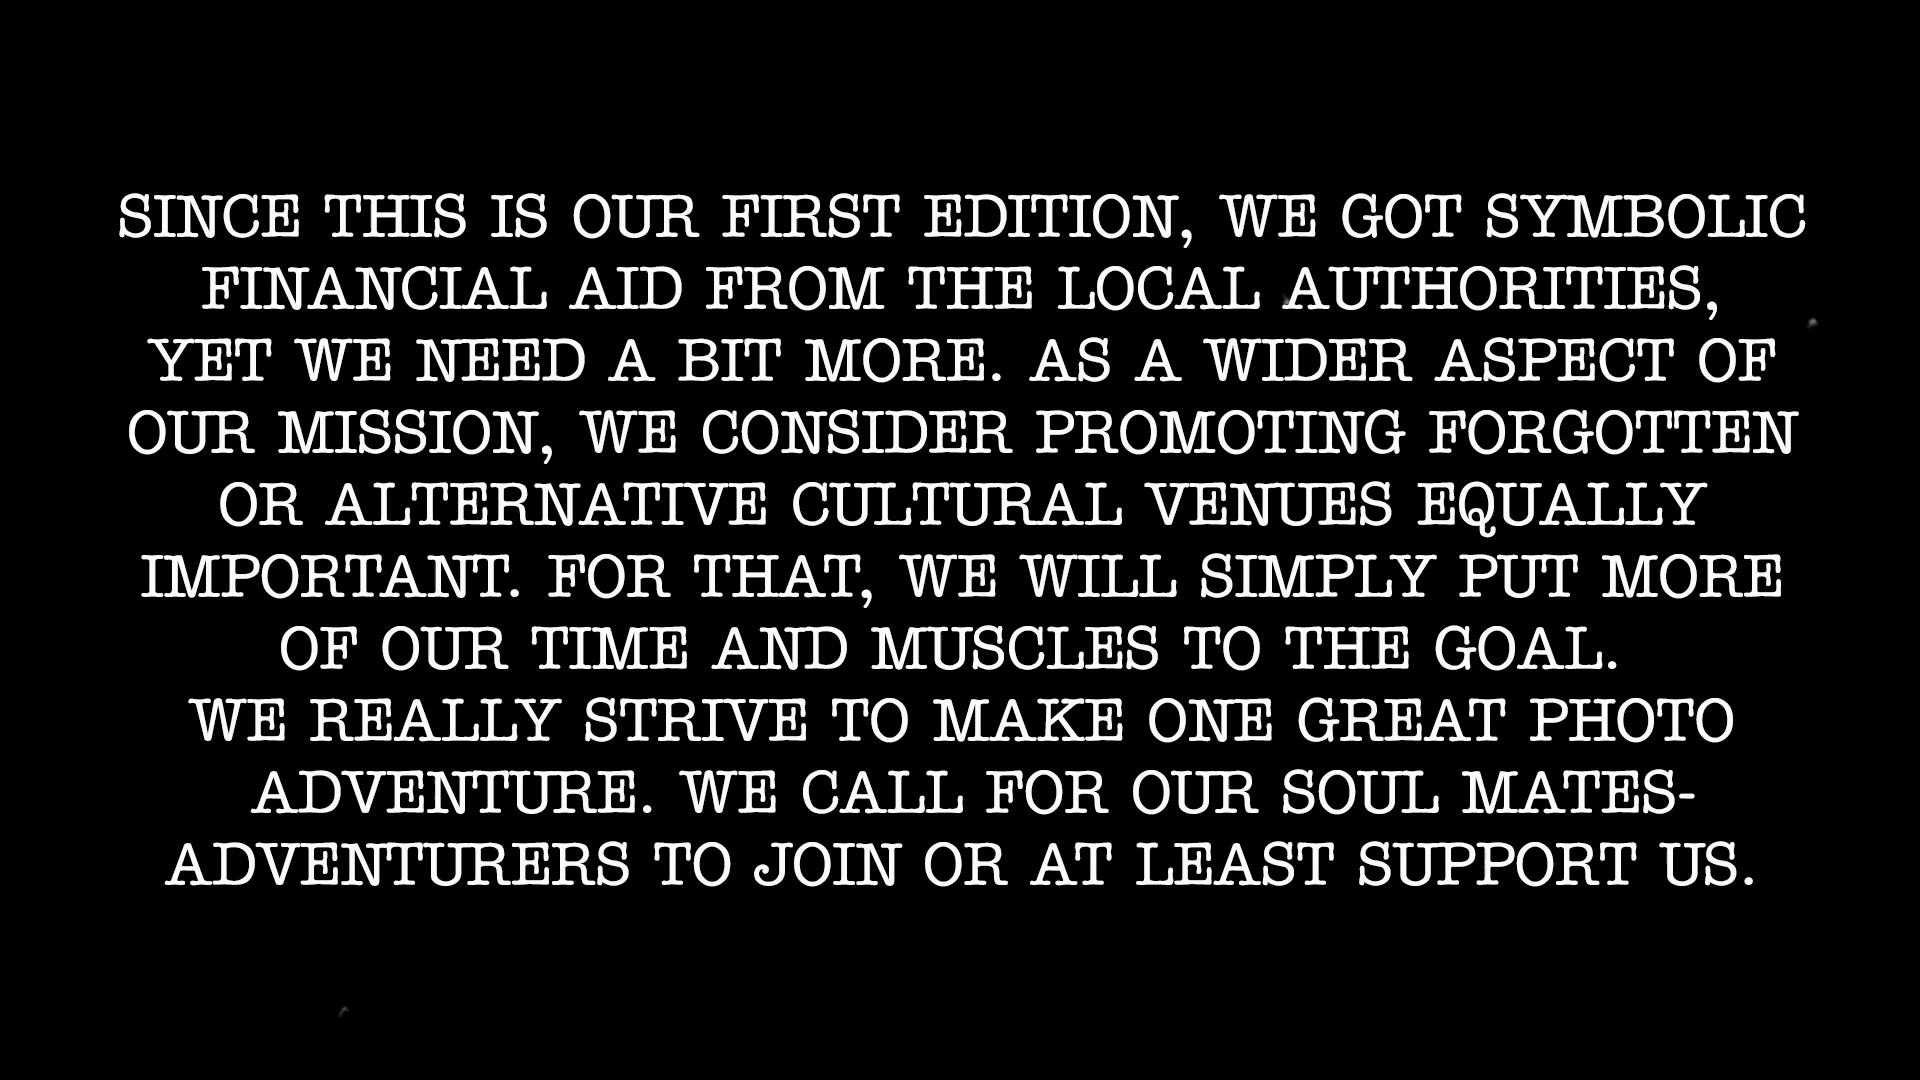 SINCE THIS IS OUR FIRST EDITION, WE GOT SYMBOLIC
FINANCIAL AID FROM THE LOCAL AUTHORITIES,
YET WE NEED A BIT MORE. AS A WIDER ASPECT OF
OUR MISSION, WE CONSIDER PROMOTING FORGOTTEN
OR ALTERNATIVE CULTURAL VENUES EQUALLY
IMPORTANT. FOR THAT, WE WILL SIMPLY PUT MORE
OF OUR TIME AND MUSCLES TO THE GOAL.
WE REALLY STRIVE TO MAKE ONE GREAT PHOTO
ADVENTURE. WE CALL FOR OUR SOUL MATES-
ADVENTURERS TO JOIN OR AT LEAST SUPPORT US.